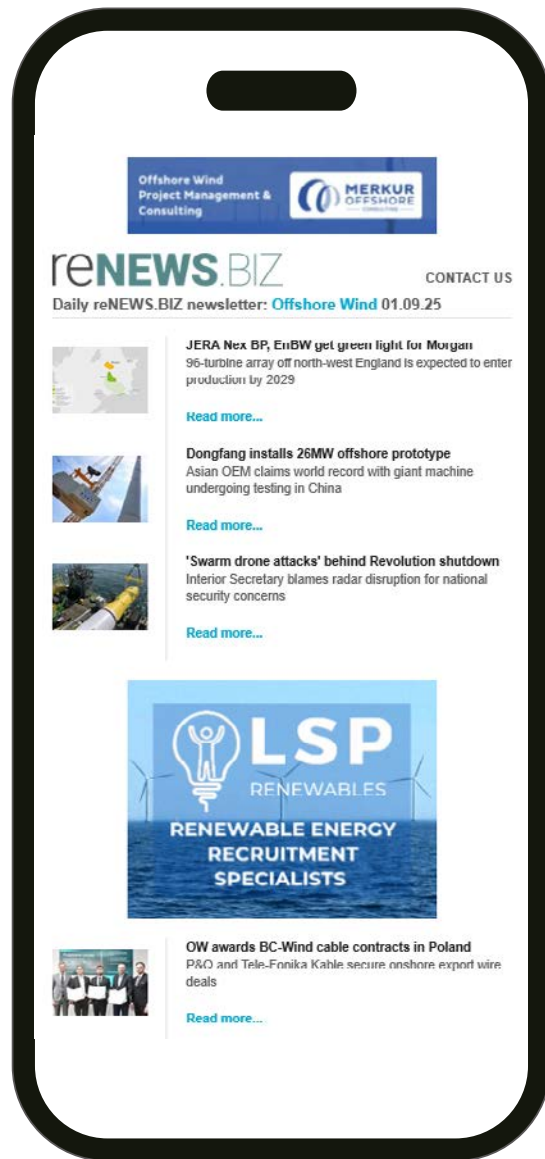 Offshore Wind
Project Management &
Consulting
MERKUR
OFFSHORE
CONSULTING
reNEWS.BIZ
CONTACT US
Daily reNEWS.BIZ newsletter: Offshore Wind 01.09.25
JERA Nex BP, EnBW get green light for Morgan
96-turbine array off north-west England is expected to enter
production by 2029
Read more...
Dongfang installs 26MW offshore prototype
Asian OEM claims world record with giant machine
undergoing testing in China
Read more...
'Swarm drone attacks' behind Revolution shutdown
Interior Secretary blames radar disruption for national
security concerns
Read more...
LSP
RENEWABLES
RENEWABLE ENERGY
RECRUITMENT
SPECIALISTS
OW awards BC-Wind cable contracts in Poland
P&Q and Tele-Fonika Kable secure onshore export wire
deals
Read more...